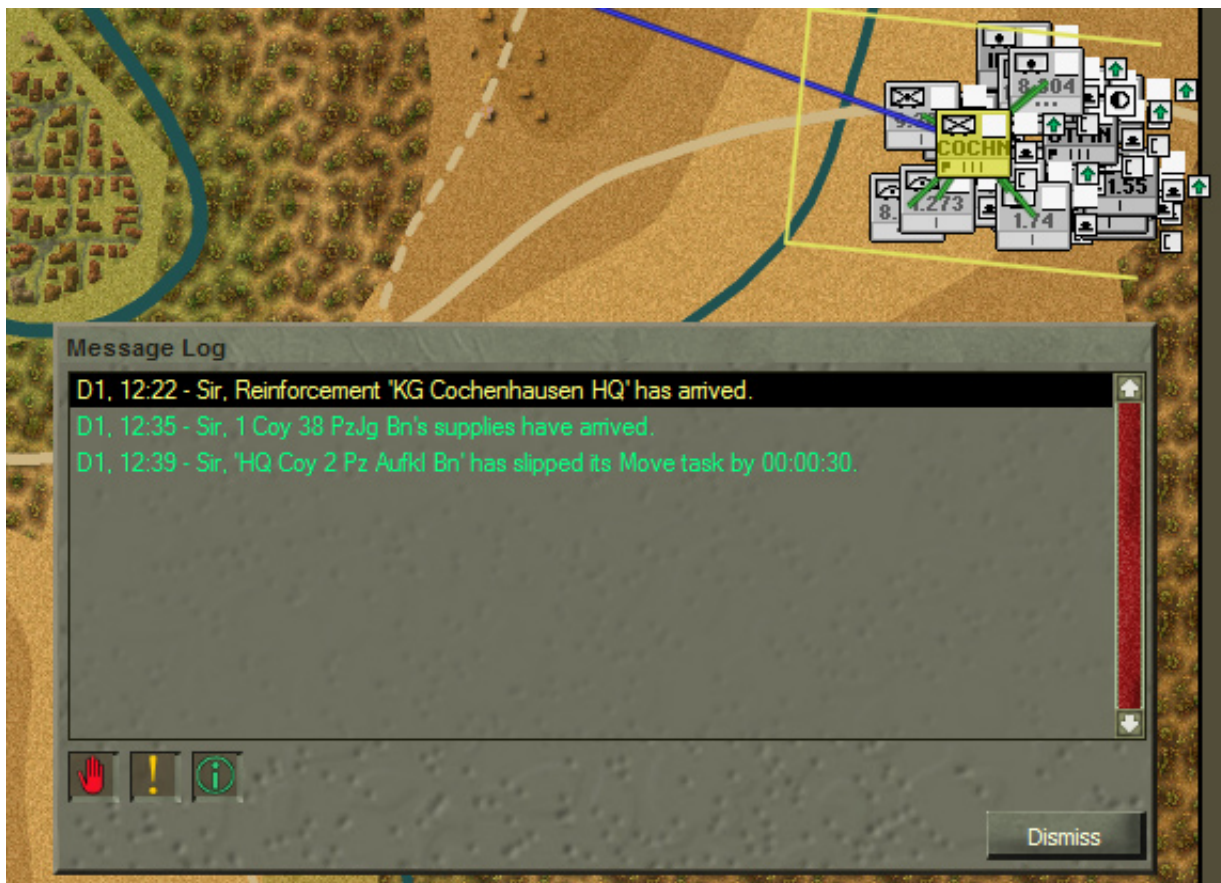 8.304
COCHN
1.55
.273
8.
1.74
Message Log
D1, 12:22 - Sir, Reinforcement 'KG Cochenhausen HQ' has arrived.
D1, 12:35 - Sir, 1 Coy 38 PzJg Bn's supplies have arrived.
D1, 12:39 - Sir, 'HQ Coy 2 Pz Aufkl Bn' has slipped its Move task by 00:00:30.
Dismiss